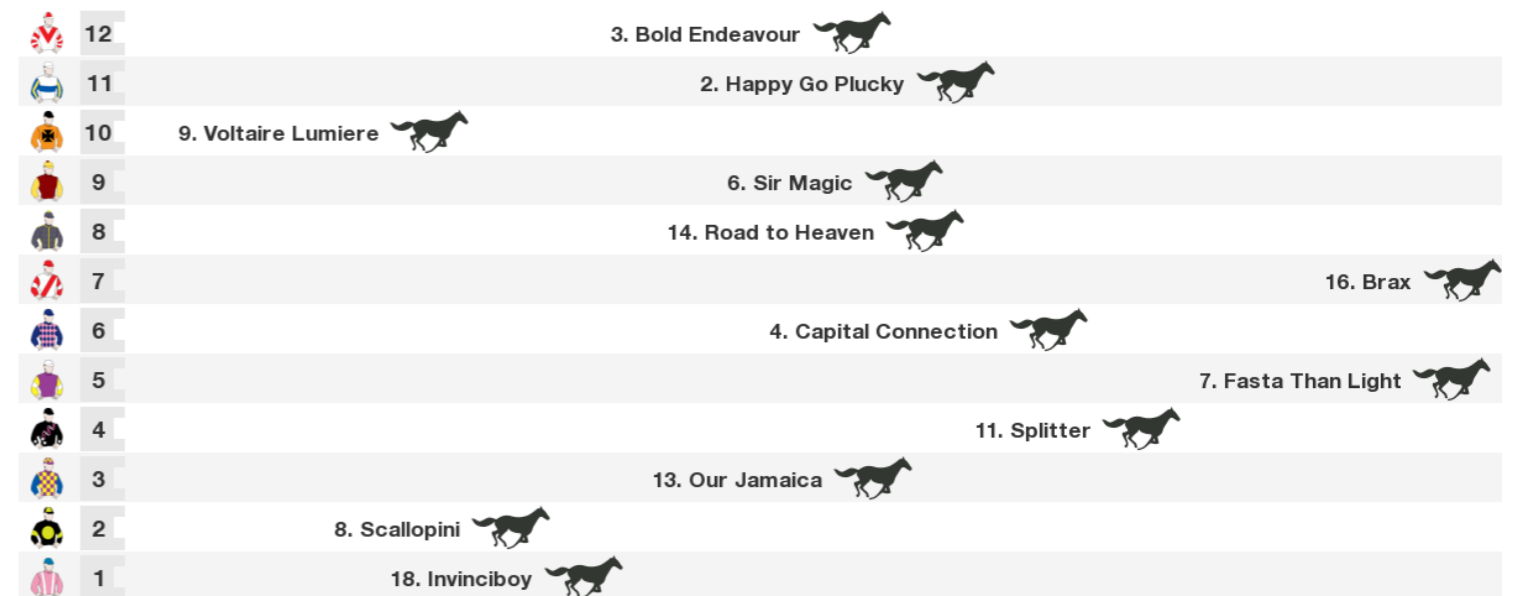 12 3. Bold Endeavour
11 2. Happy Go Plucky
10 9. Voltaire Lumiere
9 6. Sir Magic
8 14. Road to Heaven
7 16. Brax
6 4. Capital Connection
5 7. Fasta Than Light
4 11. Splitter
3 13. Our Jamaica
2 8. Scallopini
1 18. Invinciboy